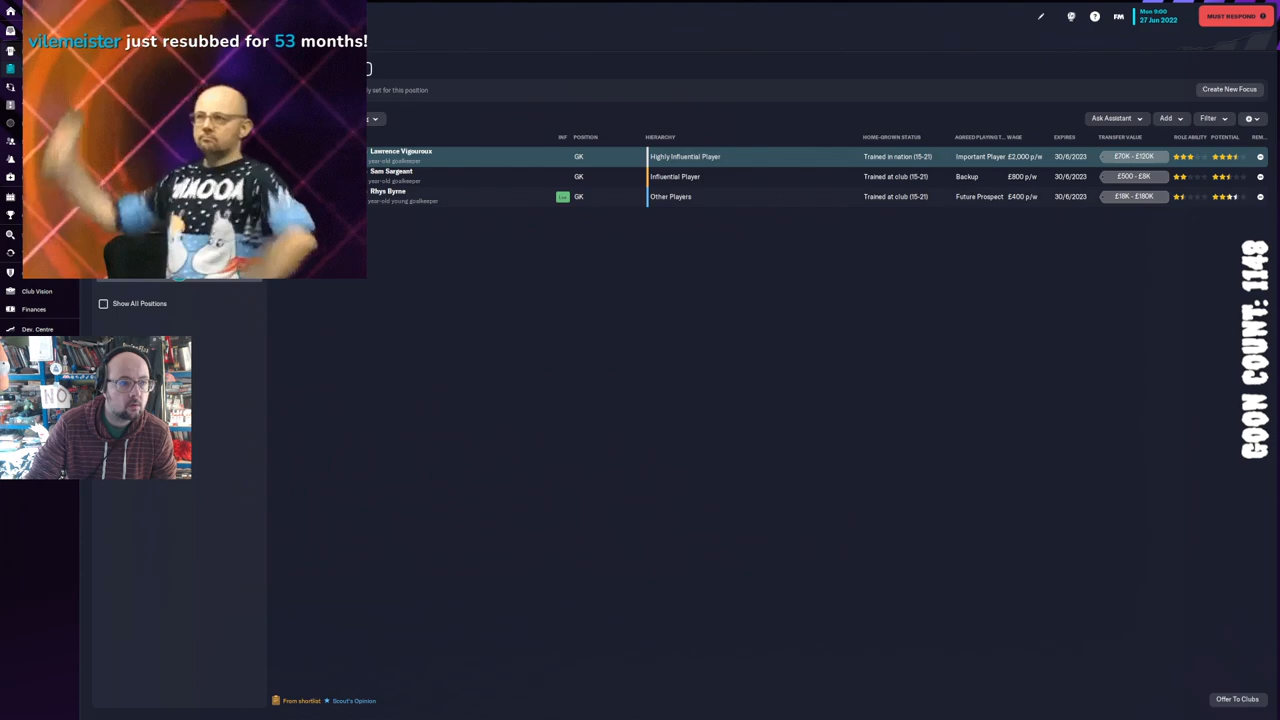 vilemeister just resubbed for 53 months!
FM
Mon 6:00
27 Jun 2022
MUST RESPOND
ly set for this position
Create New Focus
Ask Assistant
Add
Filter
INF POSITION HIERARCHY HOME-GROWN STATUS AGREED PLAYING T... WAGE EXPIRES TRANSFER VALUE ROLE ABILITY POTENTIAL REM...
Lawrence Vigouroux
year-old goalkeeper
GK Highly Influential Player Trained in nation (15-21) Important Player £2,000 p/w 30/6/2023 £70K - £120K
Sam Sargeant
year-old goalkeeper
GK Influential Player Trained at club (15-21) Backup £800 p/w 30/6/2023 £500 - £8K
Rhys Byrne
year-old young goalkeeper
GK Other Players Trained at club (15-21) Future Prospect £400 p/w 30/6/2023 £18K - £180K
Club Vision
Finances
Dev. Centre
Show All Positions
NO
GOON COUNT: 1148
From shortlist
Scout's Opinion
Offer To Clubs